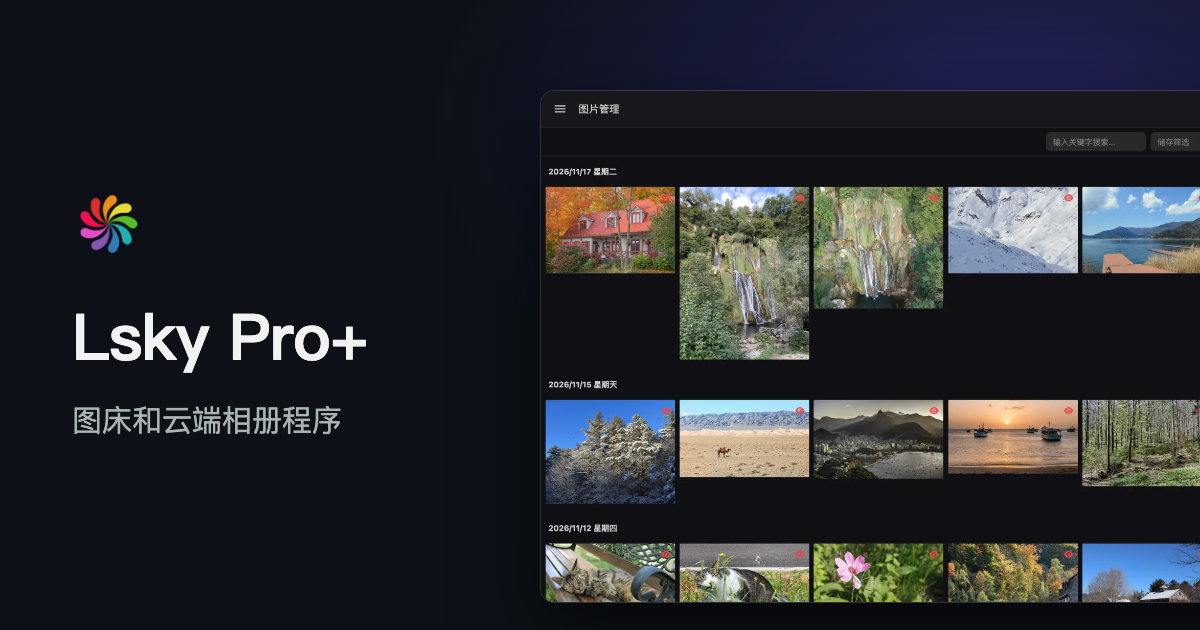 Lsky Pro+
图床和云端相册程序
图片管理
输入关键字搜索...
储存筛选
2026/11/17 星期二
2026/11/15 星期天
2026/11/12 星期四